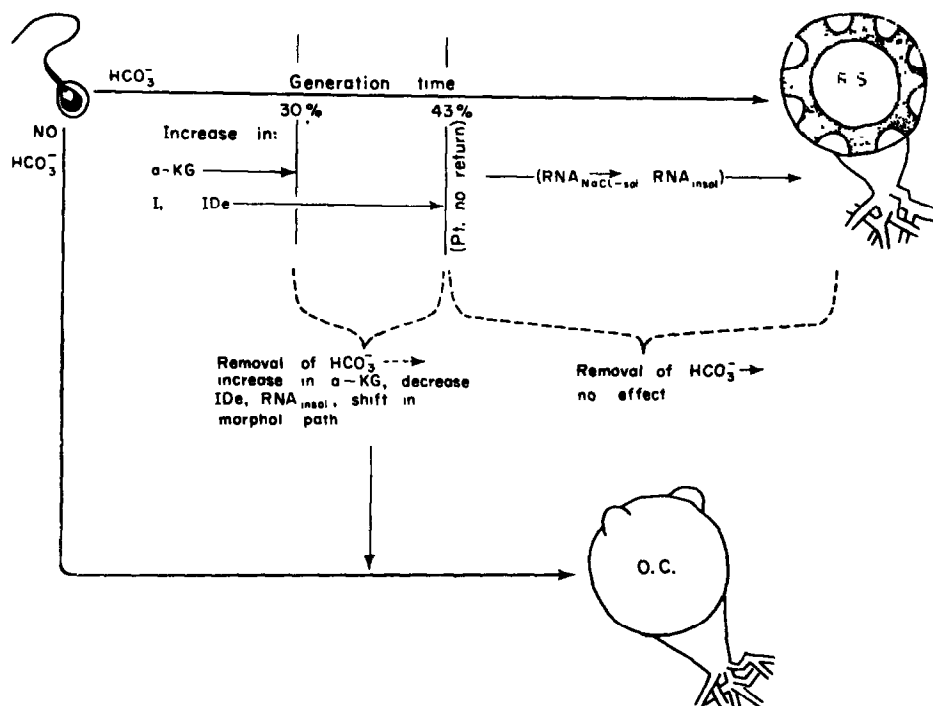 HCO₃⁻
Generation time
30%
43%
R S
NO
HCO₃⁻
Increase in:
α-KG
I, IDe
(Pt. no return)
(RNA NaCl-sol → RNA insol)
Removal of HCO₃⁻ --->
increase in α-KG, decrease
IDe, RNA insol, shift in
morphol path
Removal of HCO₃⁻ →
no effect
O.C.